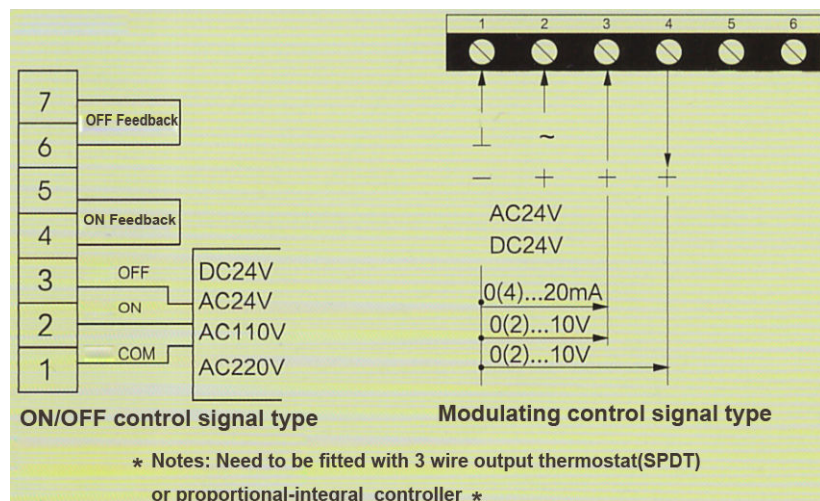 1 2 3 4 5 6
7
OFF Feedback
6
5
ON Feedback
4
3
OFF
2
ON
1
COM
DC24V
AC24V
AC110V
AC220V
⊥ ~
− + + +
AC24V
DC24V
0(4)...20mA
0(2)...10V
0(2)...10V
ON/OFF control signal type
Modulating control signal type
* Notes: Need to be fitted with 3 wire output thermostat(SPDT)
or proportional-integral controller *